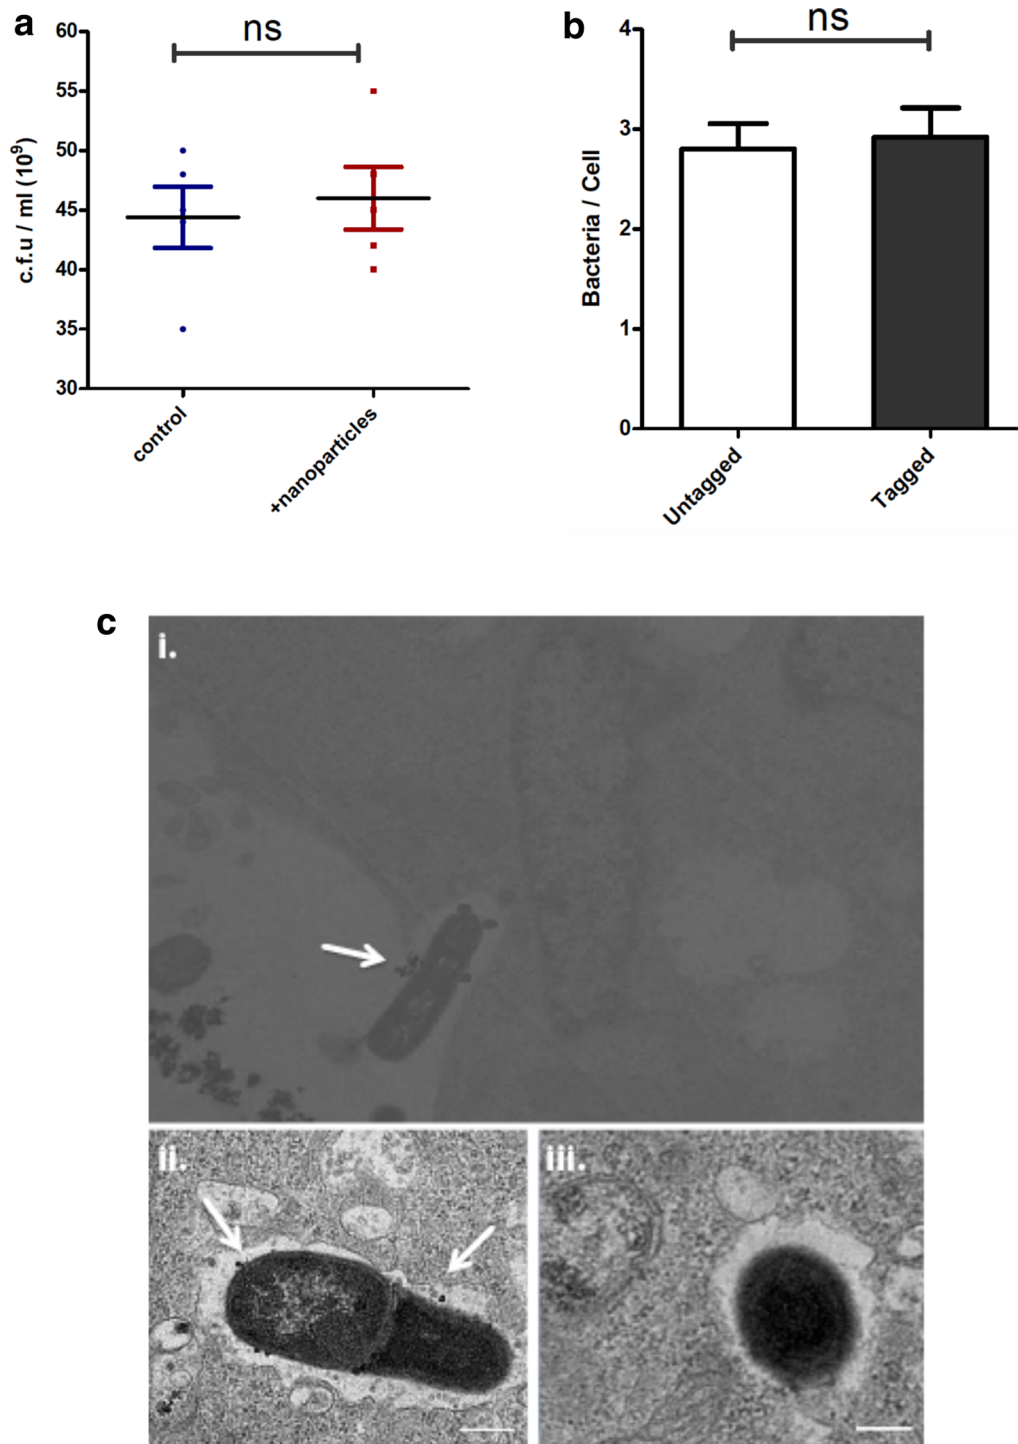 a
ns
60
55
50
45
40
35
30
c.f.u / ml (10⁹)
control
+nanoparticles
b
ns
4
3
2
1
0
Bacteria / Cell
Untagged
Tagged
c
i.
ii.
iii.